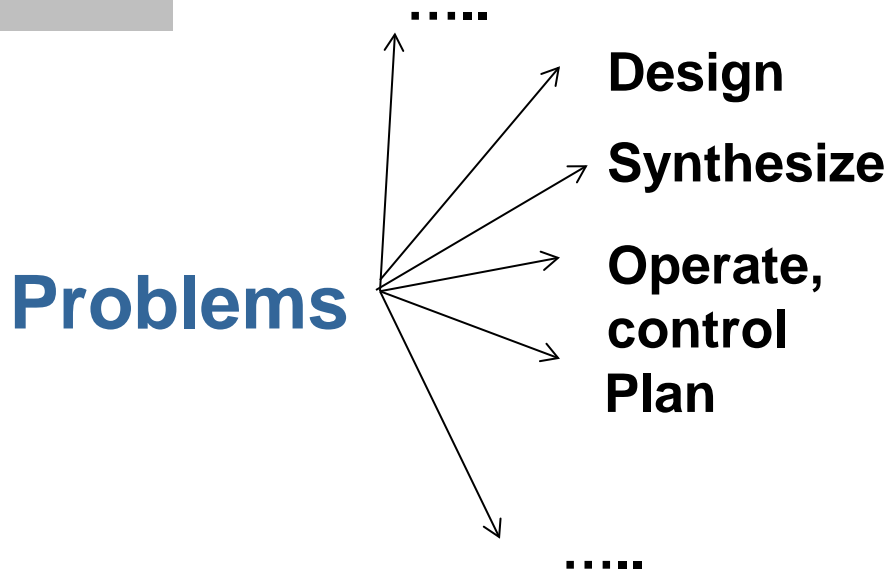 …..
Design
Synthesize
Problems
Operate,
control
Plan
…..